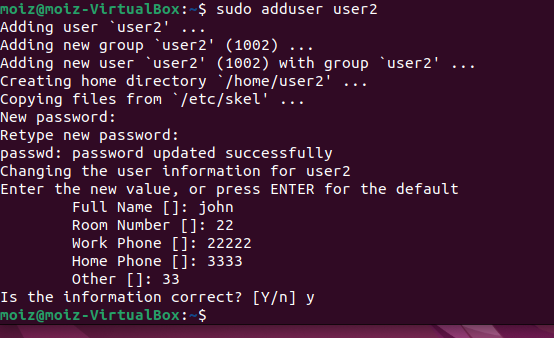 moiz@moiz-VirtualBox:~$ sudo adduser user2
Adding user `user2' ...
Adding new group `user2' (1002) ...
Adding new user `user2' (1002) with group `user2' ...
Creating home directory `/home/user2' ...
Copying files from `/etc/skel' ...
New password:
Retype new password:
passwd: password updated successfully
Changing the user information for user2
Enter the new value, or press ENTER for the default
        Full Name []: john
        Room Number []: 22
        Work Phone []: 22222
        Home Phone []: 3333
        Other []: 33
Is the information correct? [Y/n] y
moiz@moiz-VirtualBox:~$